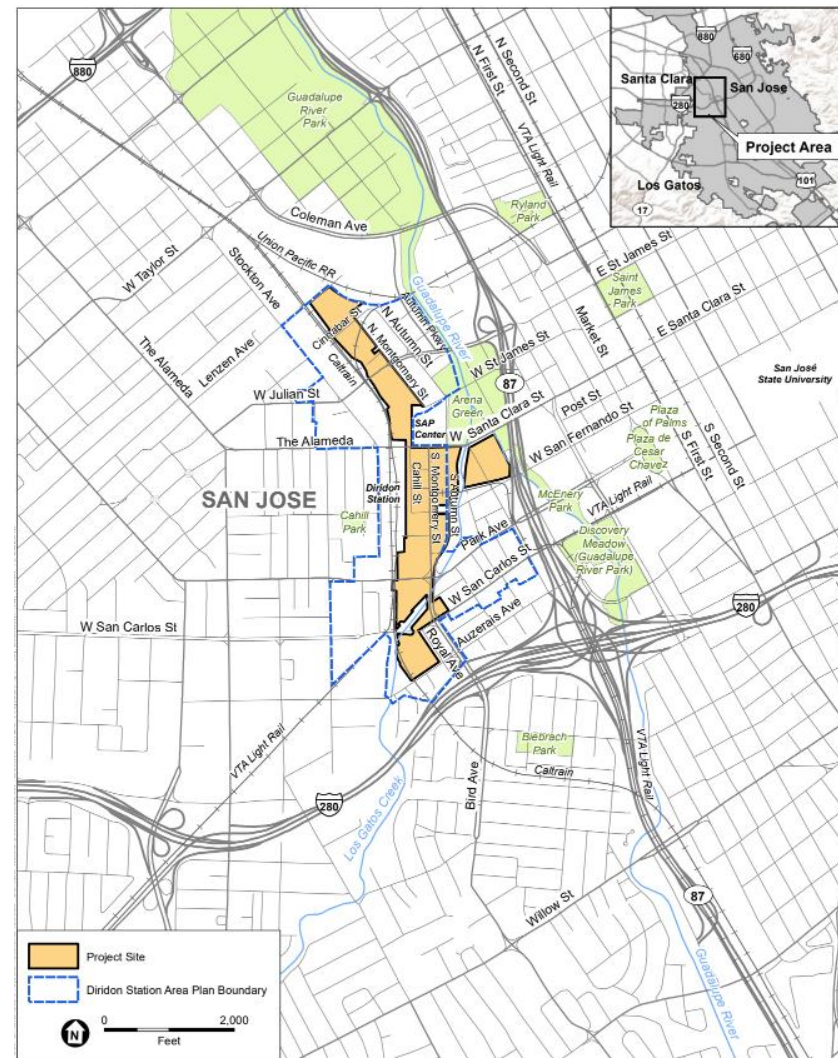 880
Guadalupe
River
Park
N First St
N Second St
VTA Light Rail
880
680
Santa Clara
San Jose
280
Project Area
Los Gatos
101
17
Coleman Ave
Ryland
Park
W Taylor St
Stockton Ave
Union Pacific RR
Guadalupe River
E St James St
Saint
James
Park
Market St
E Santa Clara St
Cinnabar St
Autumn Pkwy
N Autumn St
N. Montgomery St
Lenzen Ave
Caltrain
The Alameda
W St James St
87
San José
State University
W Julian St
Arena
Green
W Santa Clara St
Post St
SAP
Center
W San Fernando St
Plaza
of Palms
Plaza de
Cesar
Chavez
S First St
S Second St
The Alameda
Diridon
Station
Cahill St
S Montgomery St
S Autumn St
SAN JOSE
Cahill
Park
McEnery
Park
VTA Light Rail
Park Ave
Discovery
Meadow
(Guadalupe
River Park)
W San Carlos St
280
W San Carlos St
Royal Ave
Auzerais Ave
VTA Light Rail
Biebrach
Park
Caltrain
Bird Ave
VTA Light Rail
280
Los Gatos Creek
Willow St
87
Guadalupe River
Project Site
Diridon Station Area Plan Boundary
N
0 2,000
Feet